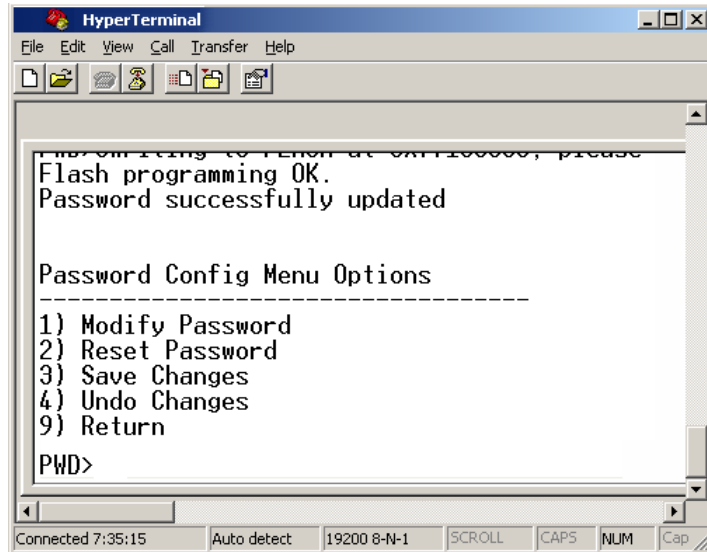 HyperTerminal
File Edit View Call Transfer Help
Flash programming OK.
Password successfully updated
Password Config Menu Options
-----------------------------------
1) Modify Password
2) Reset Password
3) Save Changes
4) Undo Changes
9) Return
PWD>
Connected 7:35:15 Auto detect 19200 8-N-1 SCROLL CAPS NUM Cap